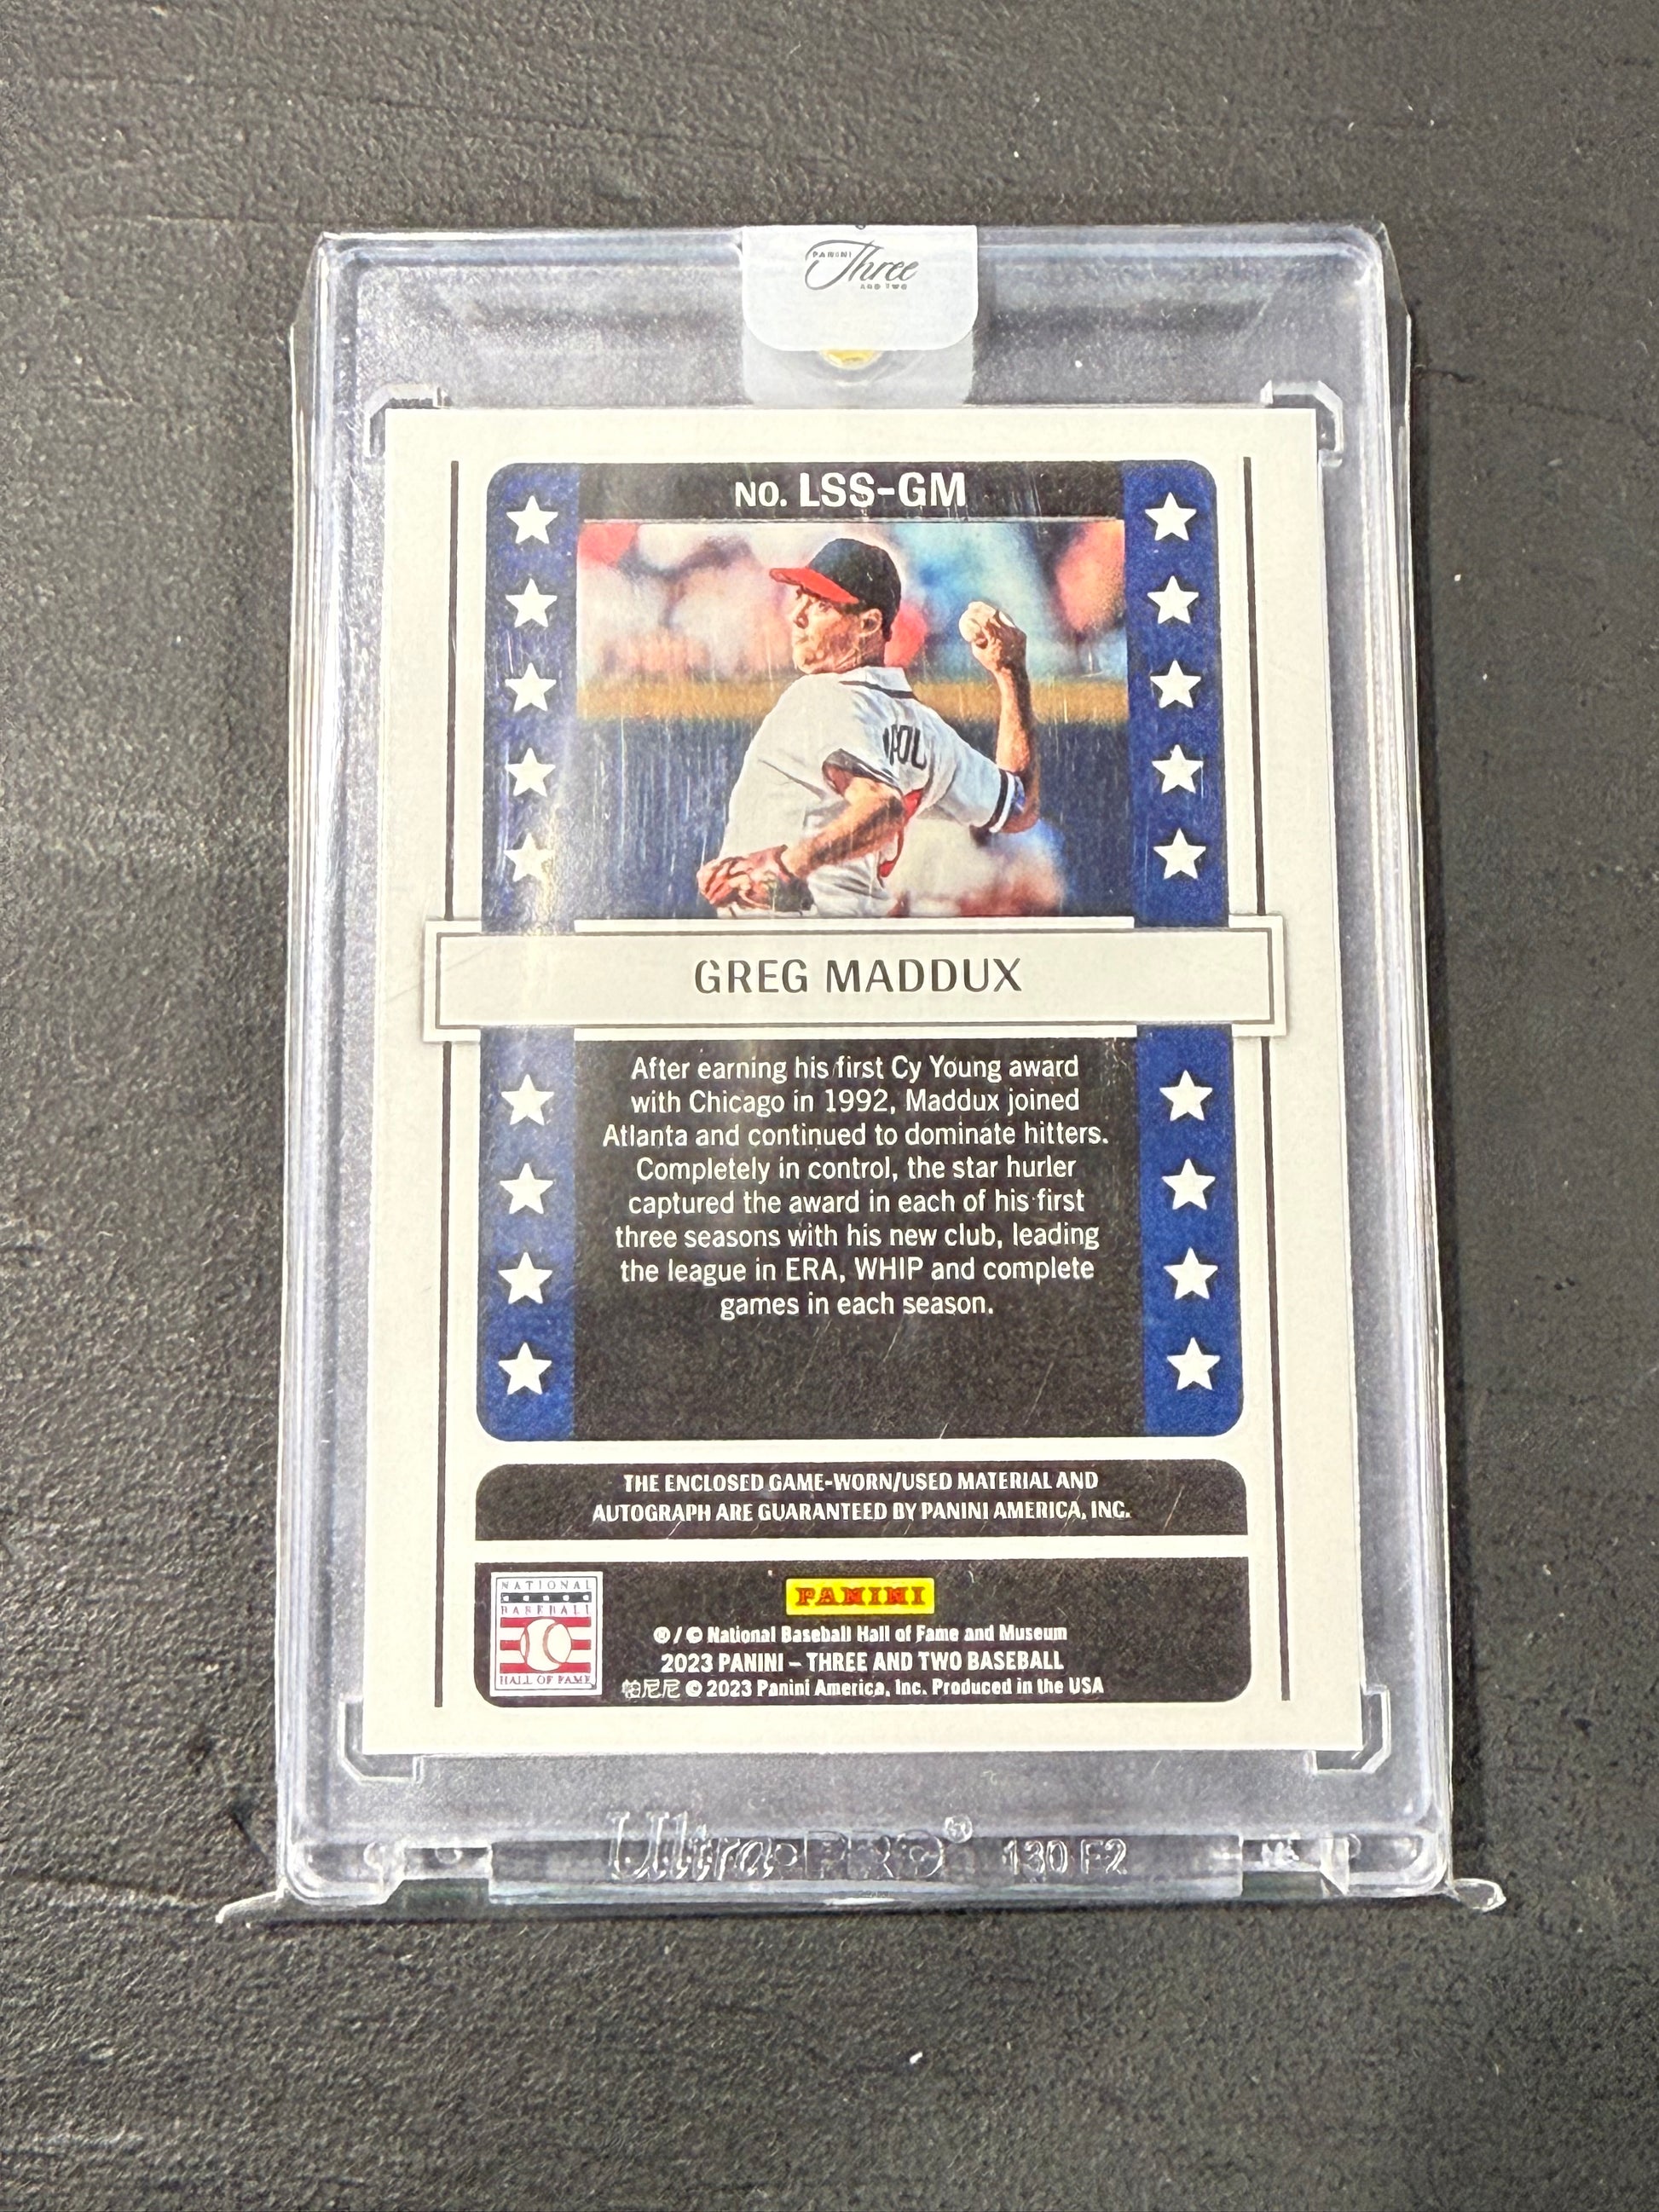 PANINI
Three
AND TWO
NO. LSS-GM
POL
GREG MADDUX
After earning his first Cy Young award
with Chicago in 1992, Maddux joined
Atlanta and continued to dominate hitters.
Completely in control, the star hurler
captured the award in each of his first
three seasons with his new club, leading
the league in ERA, WHIP and complete
games in each season.
THE ENCLOSED GAME-WORN/USED MATERIAL AND
AUTOGRAPH ARE GUARANTEED BY PANINI AMERICA, INC.
NATIONAL
BASEBALL
HALL OF FAME
PANINI
®/© National Baseball Hall of Fame and Museum
2023 PANINI – THREE AND TWO BASEBALL
帕尼尼 © 2023 Panini America, Inc. Produced in the USA
Ultra·PRO® 130 F2